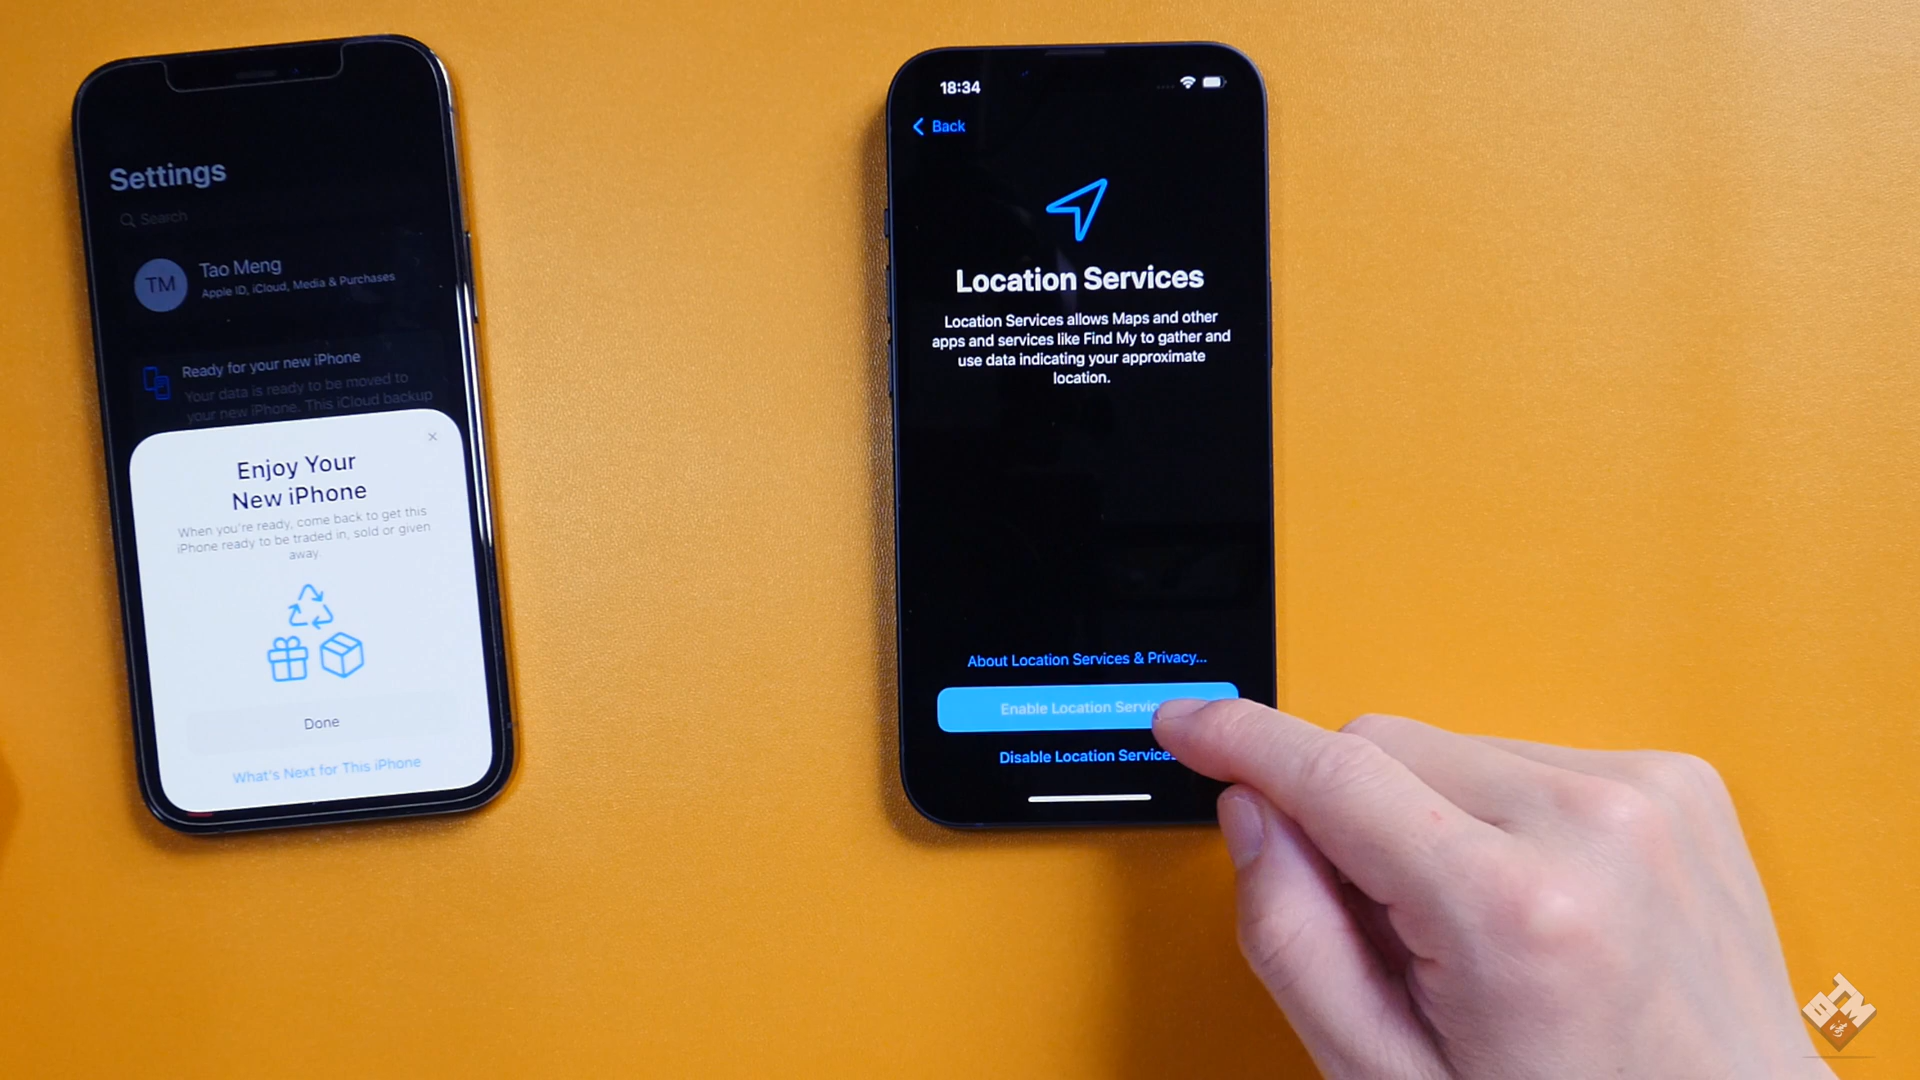 Settings
Search
TM
Tao Meng
Apple ID, iCloud, Media & Purchases
Ready for your new iPhone
Your data is ready to be moved to
your new iPhone. This iCloud backup
Enjoy Your
New iPhone
When you're ready, come back to get this
iPhone ready to be traded in, sold or given
away.
Done
What's Next for This iPhone
18:34
Back
Location Services
Location Services allows Maps and other
apps and services like Find My to gather and
use data indicating your approximate
location.
About Location Services & Privacy...
Enable Location Servic
Disable Location Services
BTM